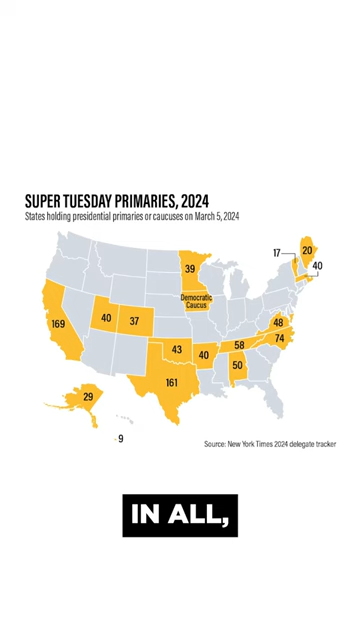 SUPER TUESDAY PRIMARIES, 2024
States holding presidential primaries or caucuses on March 5, 2024
20
17
40
39
Democratic
Caucus
169
40
37
48
74
58
43
40
50
161
29
9
Source: New York Times 2024 delegate tracker
IN ALL,